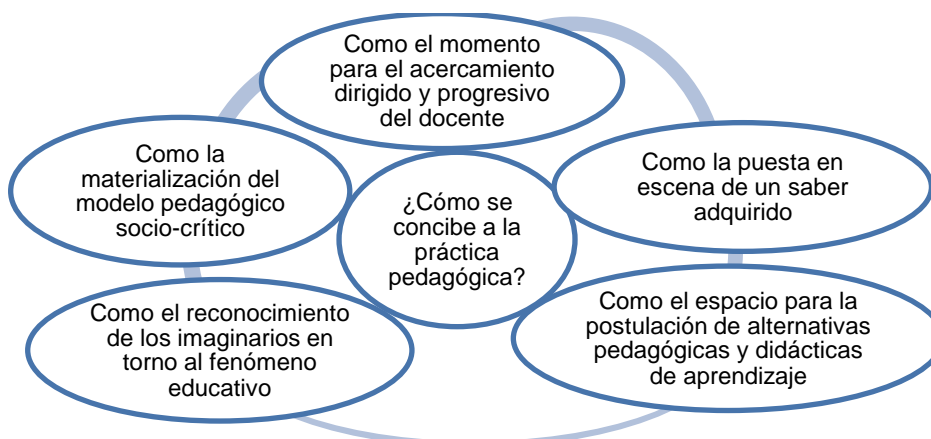 Como el momento
para el acercamiento
dirigido y progresivo
del docente
Como la
materialización del
modelo pedagógico
socio-crítico
¿Cómo se
concibe a la
práctica
pedagógica?
Como la puesta en
escena de un saber
adquirido
Como el reconocimiento
de los imaginarios en
torno al fenómeno
educativo
Como el espacio para la
postulación de alternativas
pedagógicas y didácticas
de aprendizaje